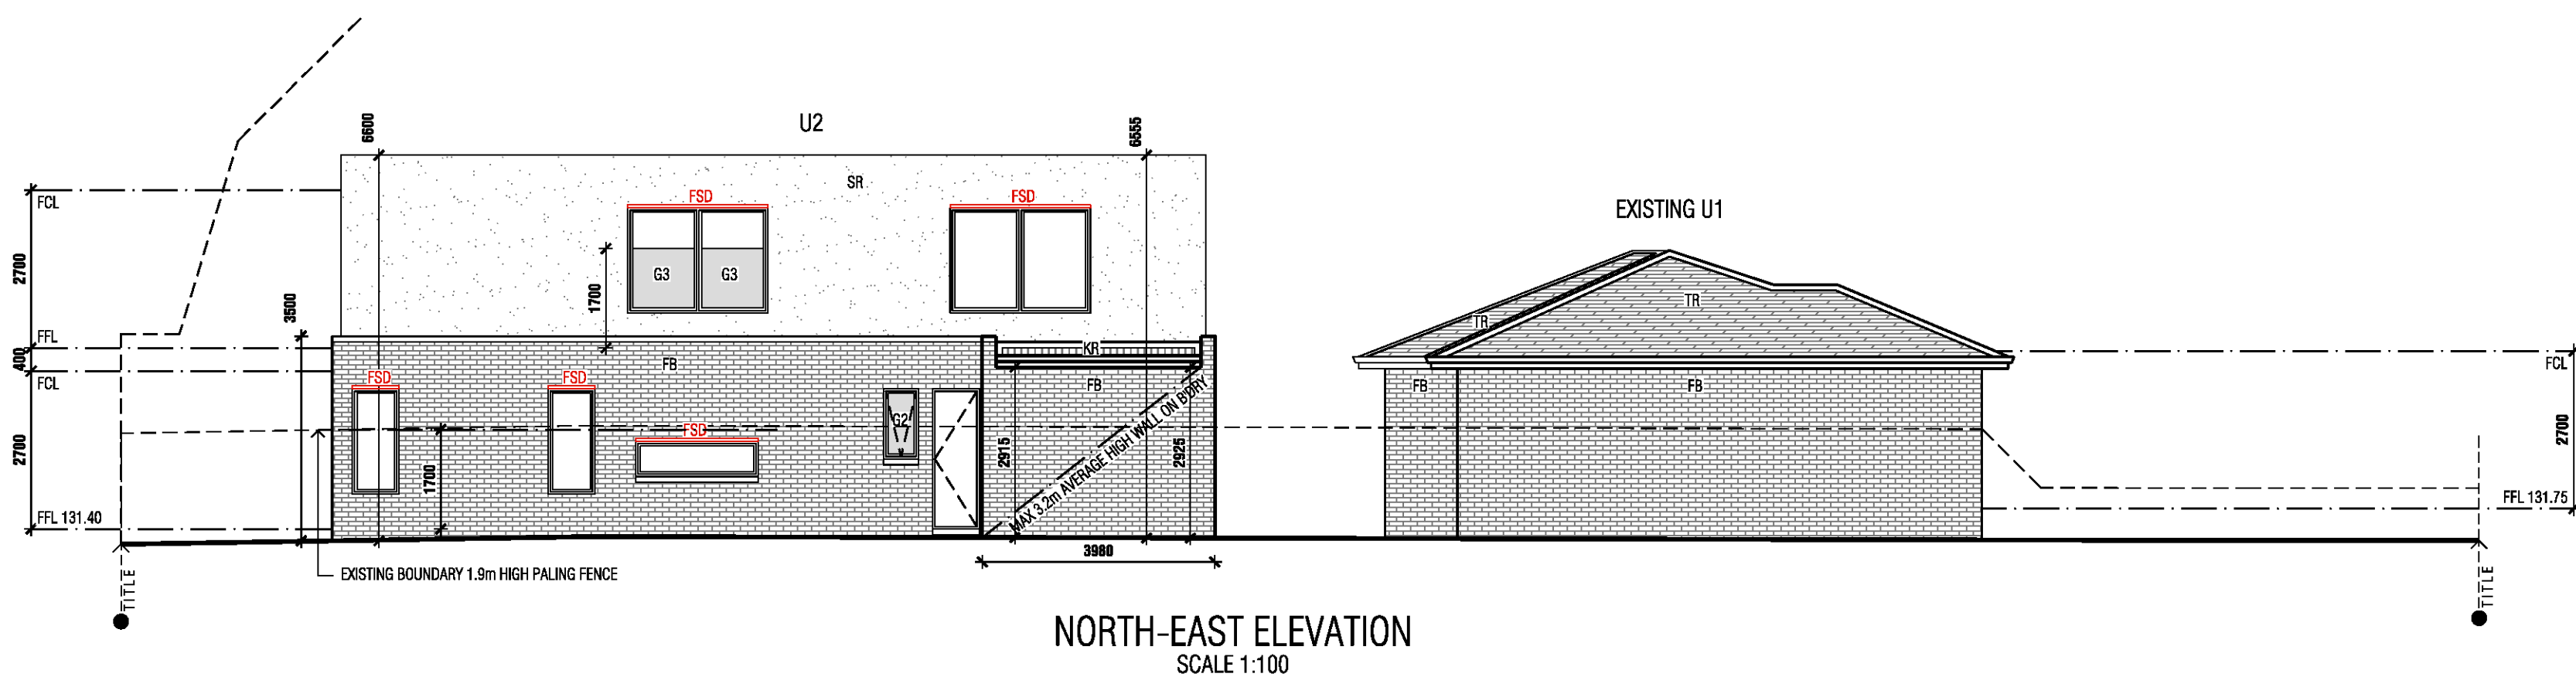 U2
6600
6555
SR
FSD
FSD
FCL
EXISTING U1
G3
G3
2700
1700
3500
TR
TR
FFL
400
FB
KR
FCL
FCL
FSD
FSD
FB
FB
FB
G2
FSD
2700
1700
2915
MAX 3.2m AVERAGE HIGH WALL ON B'DRY
2925
2700
FFL 131.40
FFL 131.75
3980
EXISTING BOUNDARY 1.9m HIGH PALING FENCE
TITLE
TITLE
NORTH-EAST ELEVATION
SCALE 1:100